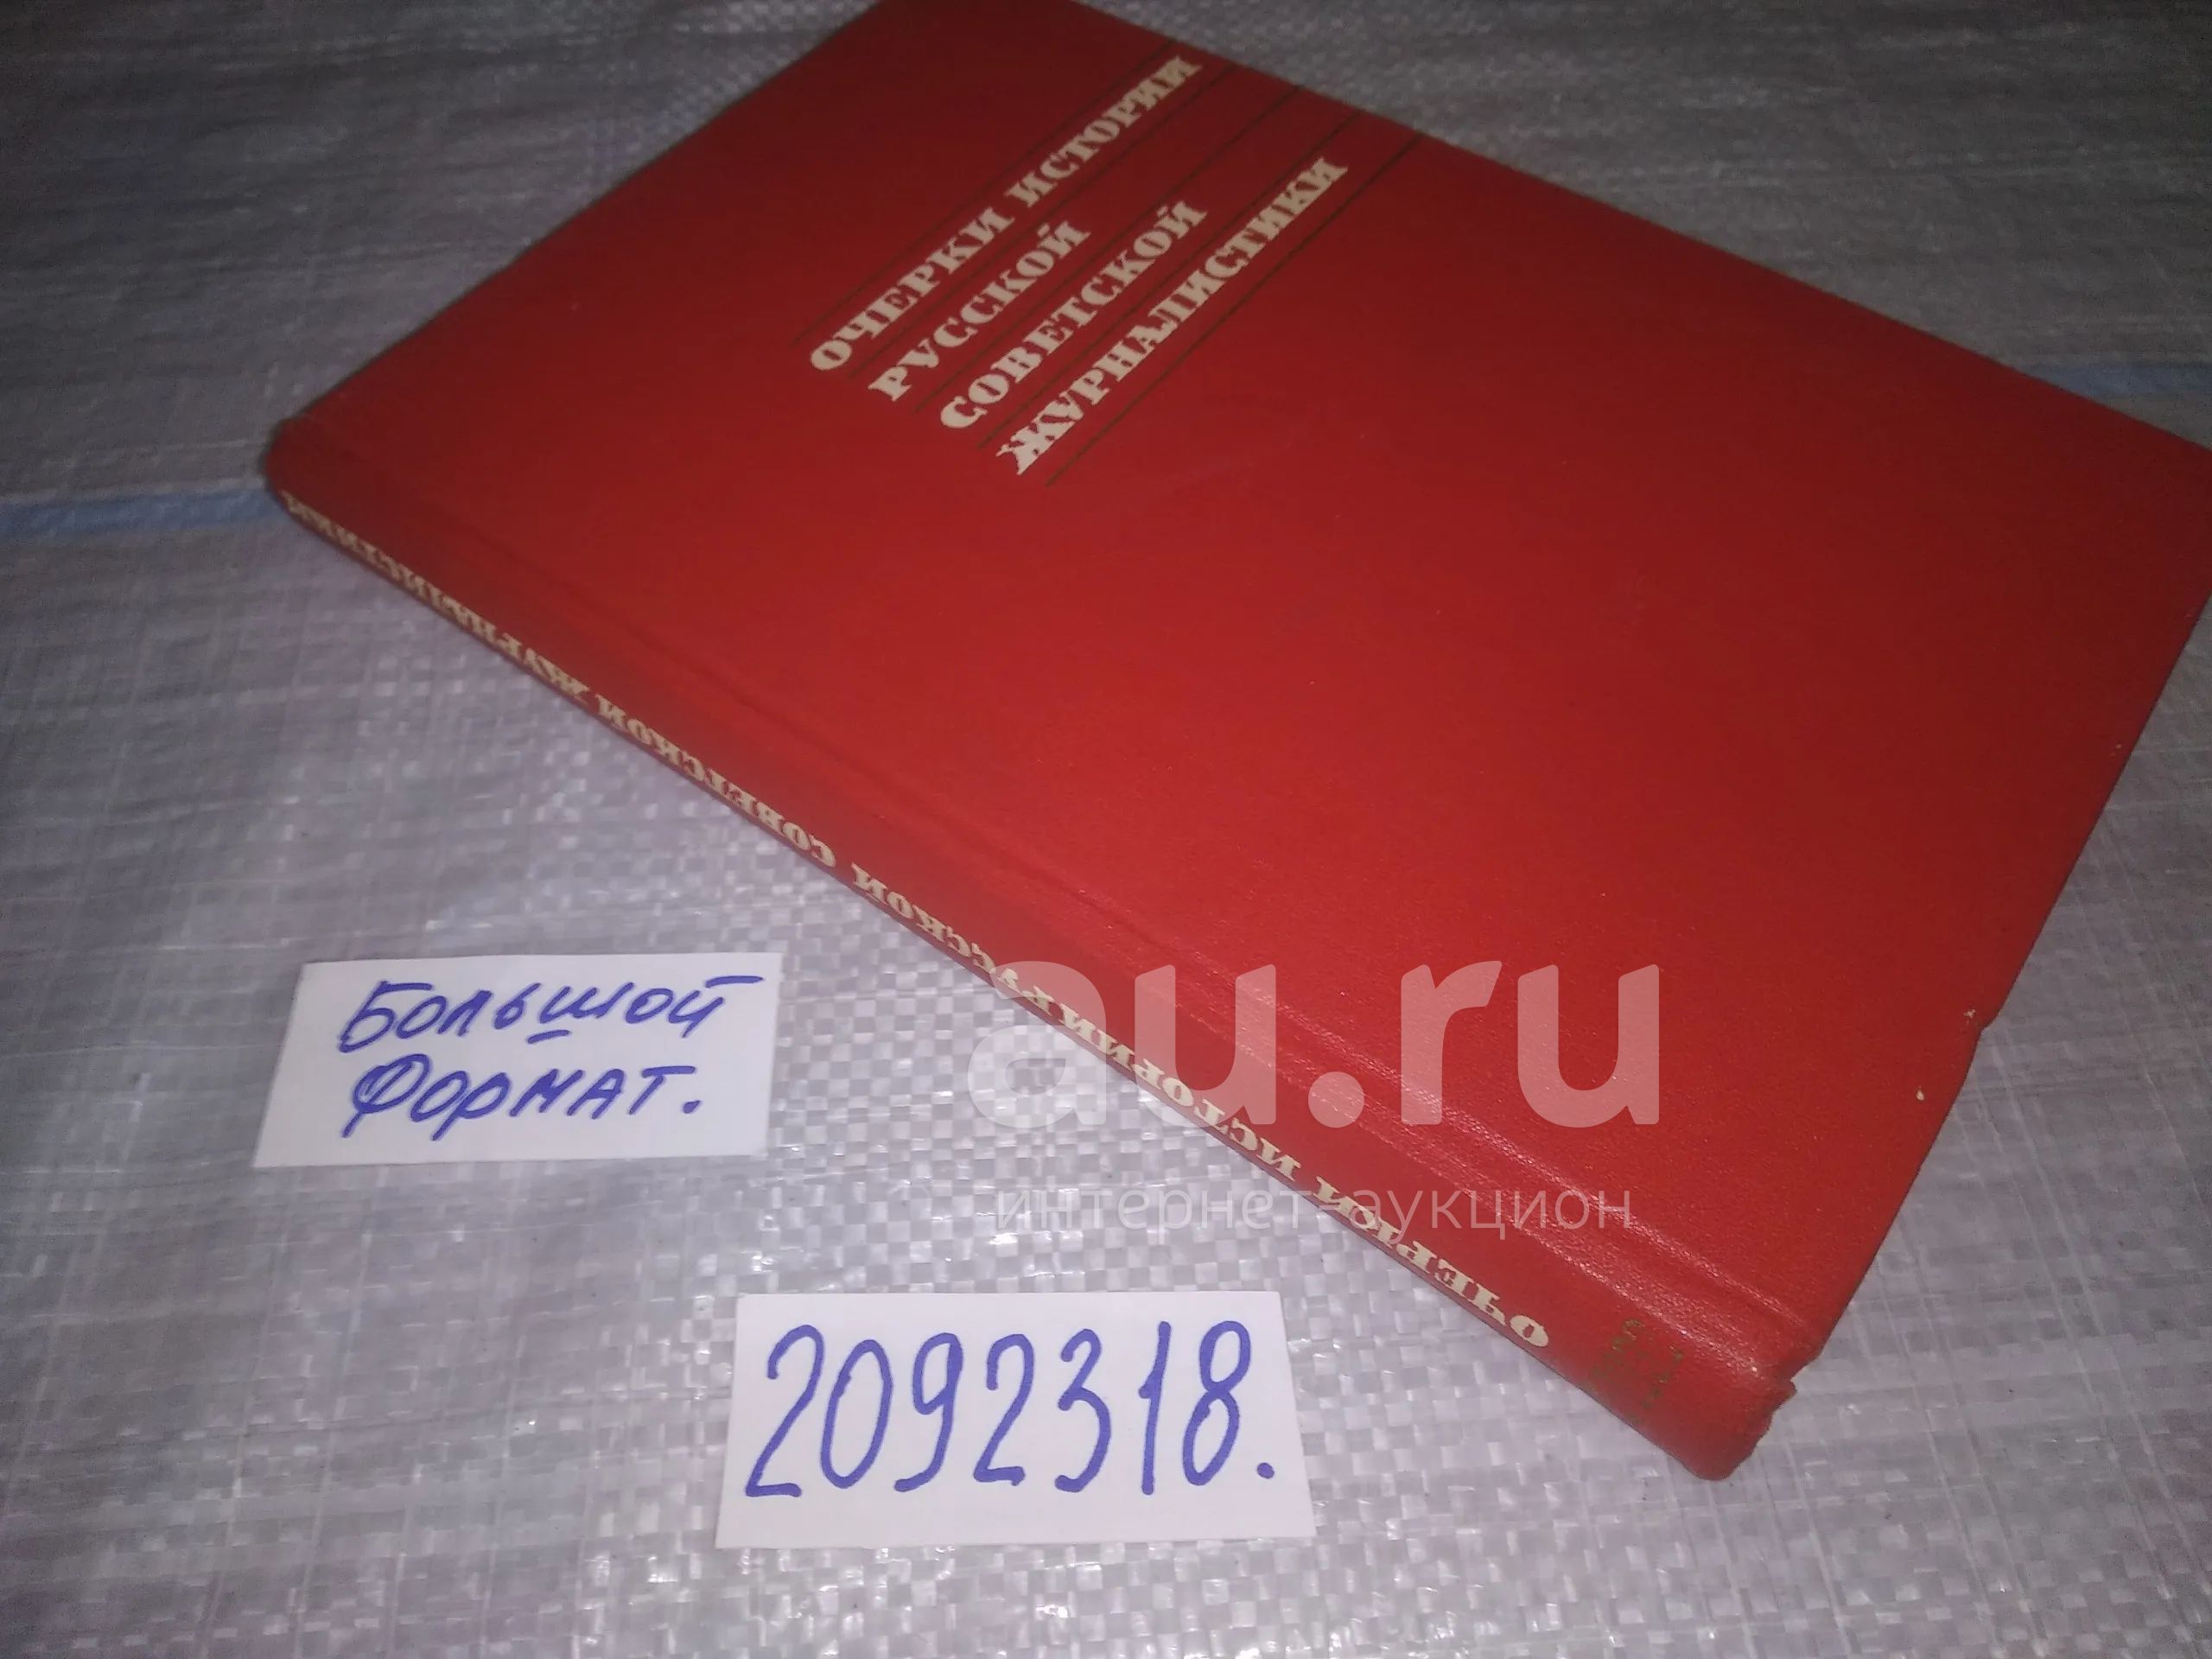 ОЧЕРКИ ИСТОРИИ
РУССКОЙ
СОВЕТСКОЙ
ЖУРНАЛИСТИКИ
ОЧЕРКИ ИСТОРИИ РУССКОЙ СОВЕТСКОЙ ЖУРНАЛИСТИКИ
Большой
формат.
au.ru
интернет-аукцион
2092318.